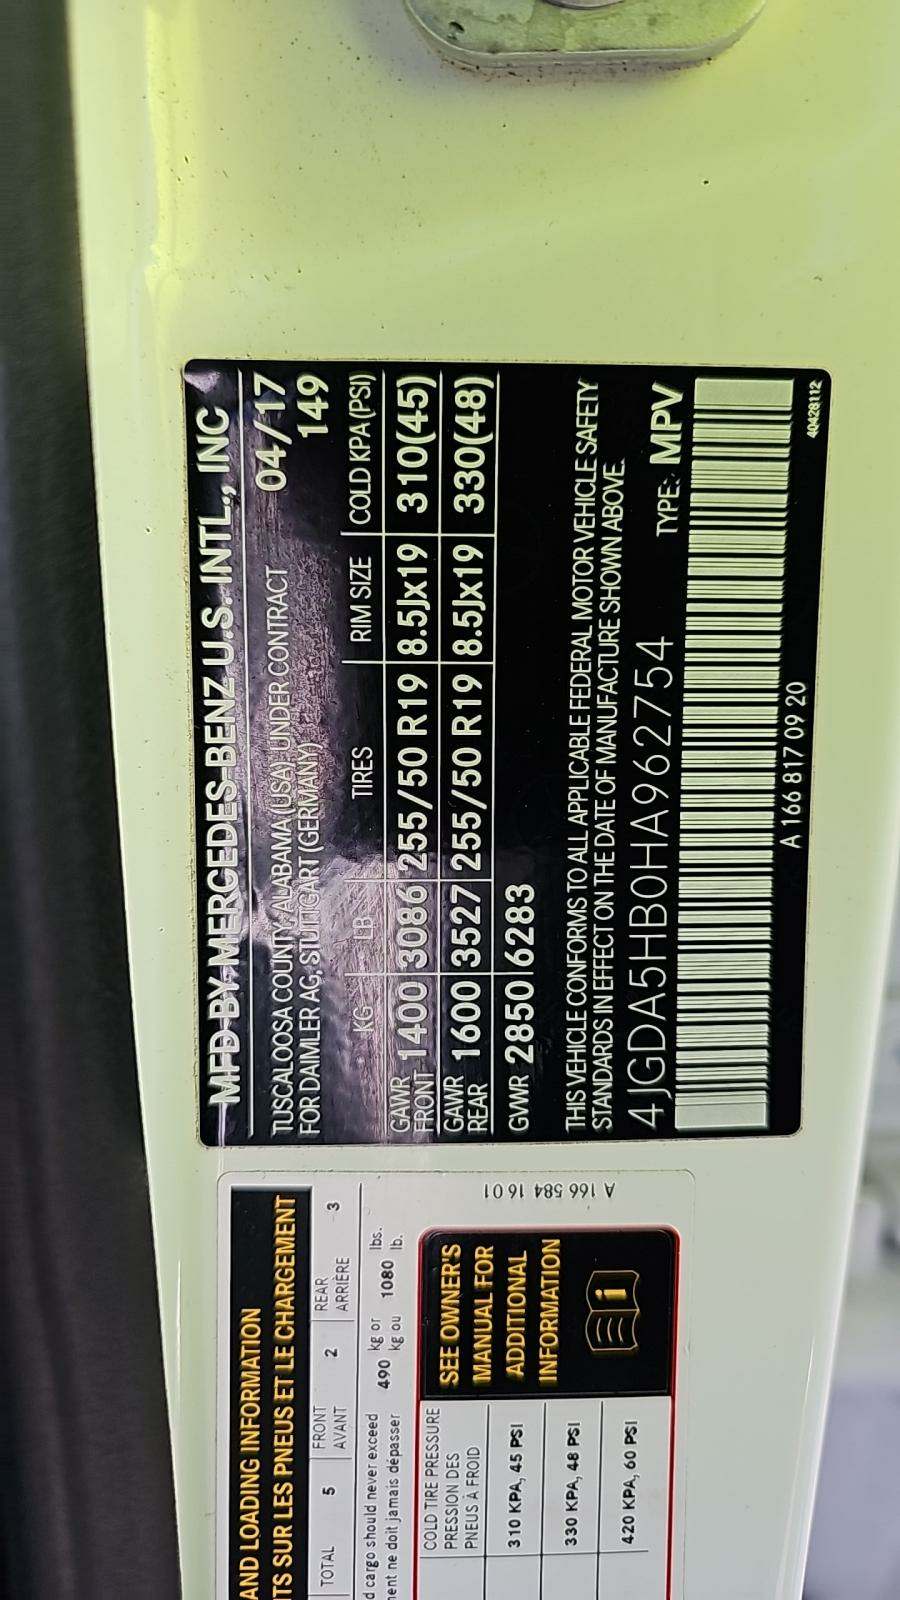 MFD BY MERCEDES-BENZ U.S. INTL., INC
TUSCALOOSA COUNTY, ALABAMA (USA), UNDER CONTRACT 04/17
FOR DAIMLER AG, STUTTGART (GERMANY) 149
KG LB TIRES RIM SIZE COLD KPA(PSI)
GAWR FRONT 1400 3086 255/50 R19 8.5Jx19 310(45)
GAWR REAR 1600 3527 255/50 R19 8.5Jx19 330(48)
GVWR 2850 6283
THIS VEHICLE CONFORMS TO ALL APPLICABLE FEDERAL MOTOR VEHICLE SAFETY
STANDARDS IN EFFECT ON THE DATE OF MANUFACTURE SHOWN ABOVE.
4JGDA5HB0HA962754 TYPE: MPV
A 166 817 09 20
40428112
AND LOADING INFORMATION
SUR LES PNEUS ET LE CHARGEMENT
TOTAL 5 FRONT 2 REAR 3
AVANT ARRIÈRE
cargo should never exceed 490 kg or 1080 lbs.
ne doit jamais dépasser kg ou lb.
COLD TIRE PRESSURE
PRESSION DES
PNEUS À FROID
310 KPA, 45 PSI
330 KPA, 48 PSI
420 KPA, 60 PSI
SEE OWNER'S
MANUAL FOR
ADDITIONAL
INFORMATION
A 166 584 16 01